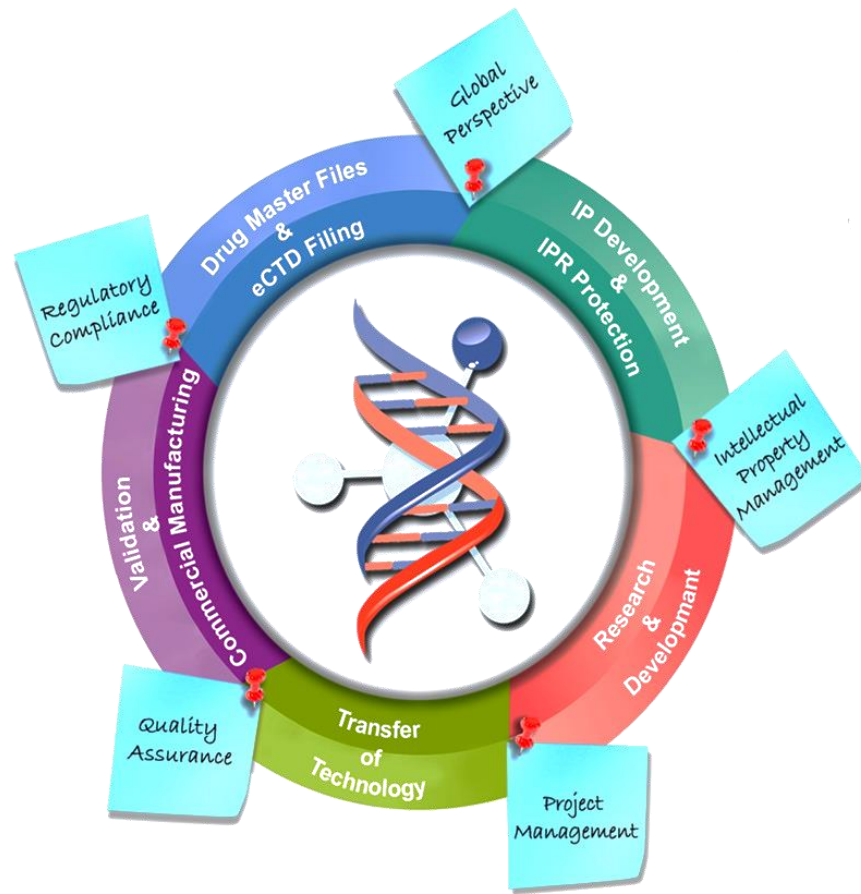 Global
Perspective
IP Development
&
IPR Protection
Intellectual
Property
Management
Research
&
Developmant
Project
Management
Transfer
of
Technology
Quality
Assurance
Validation
&
Commercial Manufacturing
Regulatory
Compliance
Drug Master Files
&
eCTD Filing